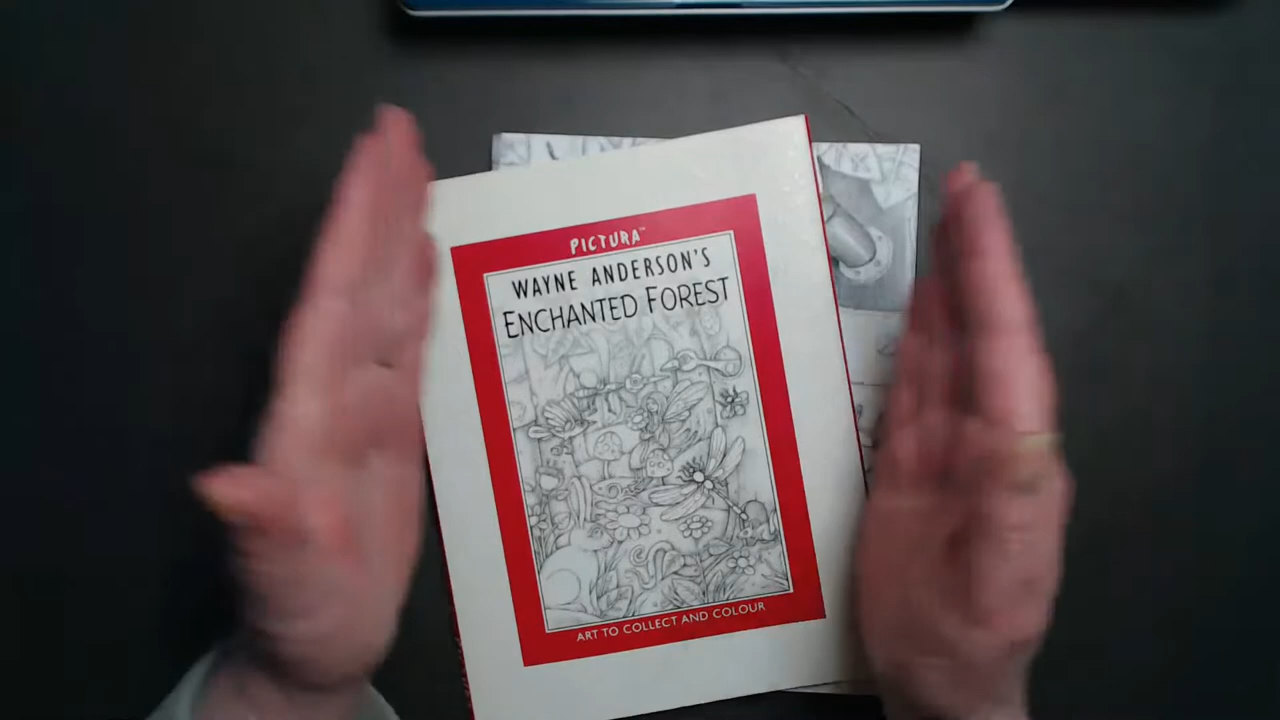 PICTURA™
WAYNE ANDERSON'S
ENCHANTED FOREST
ART TO COLLECT AND COLOUR